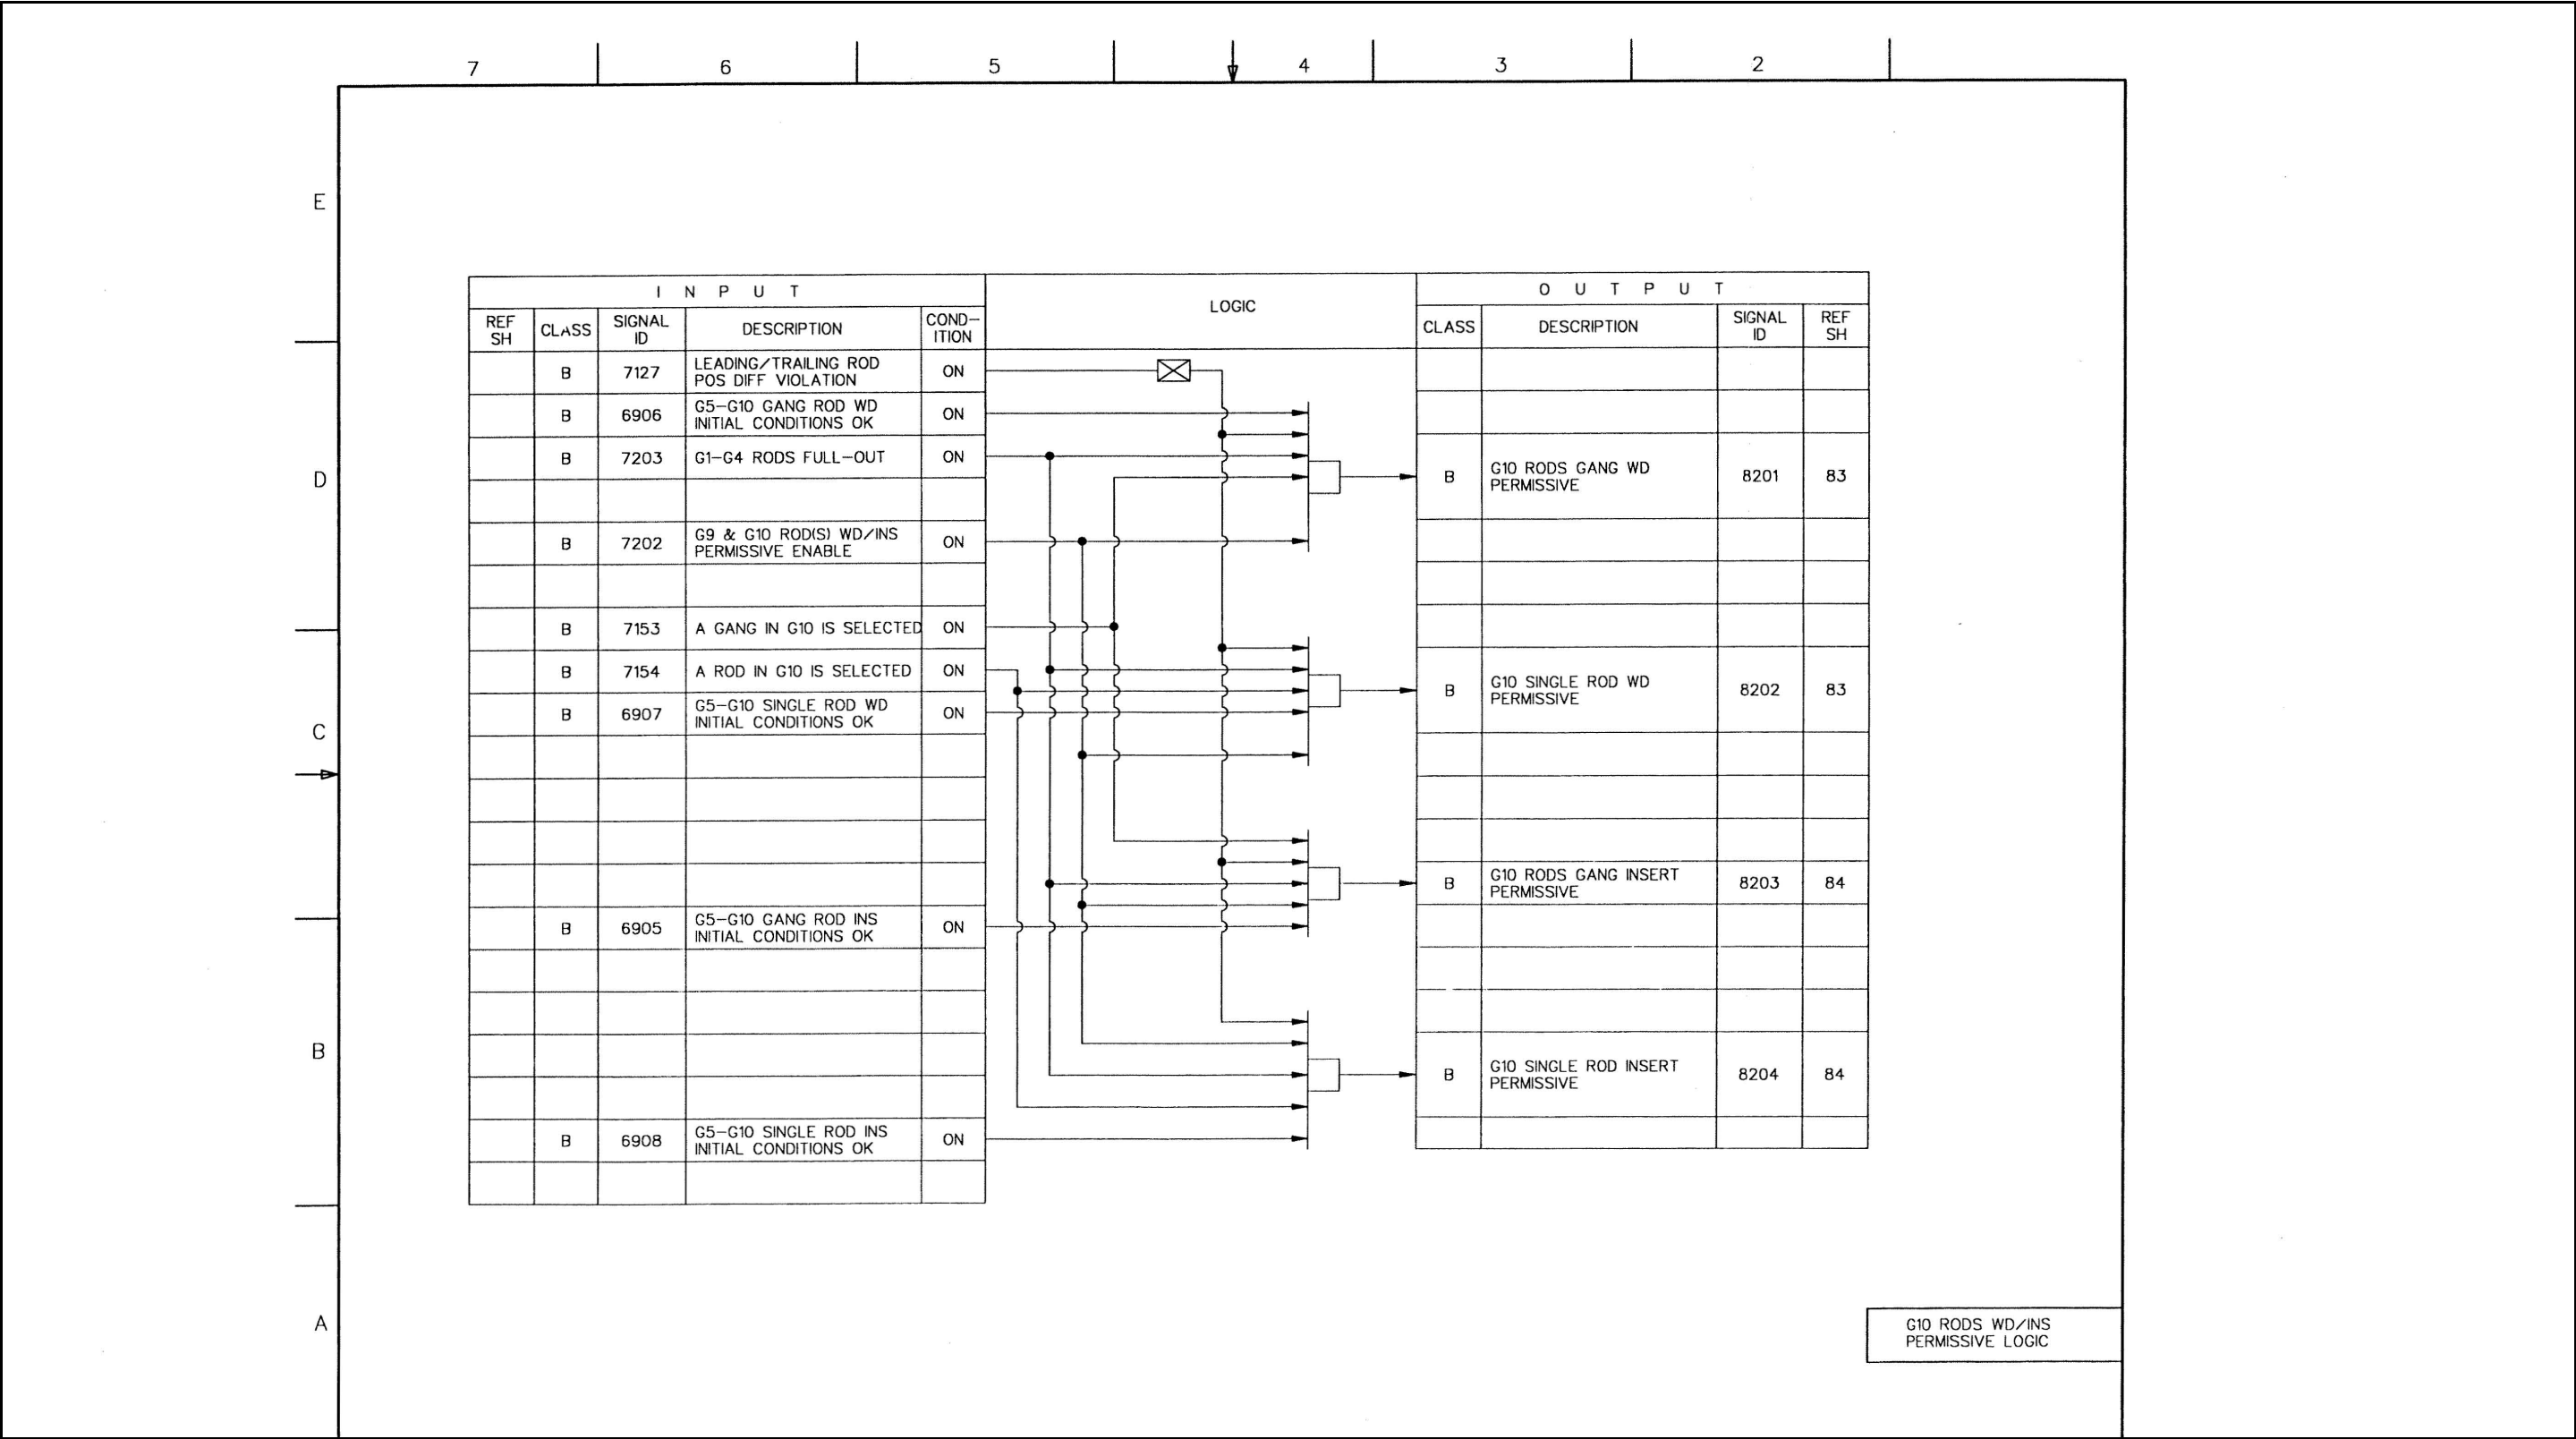 7 6 5 4 3 2
E
D
C
B
A
I N P U T
LOGIC
O U T P U T
REF SH
CLASS
SIGNAL ID
DESCRIPTION
COND-ITION
CLASS
DESCRIPTION
SIGNAL ID
REF SH
B 7127 LEADING/TRAILING ROD ON
POS DIFF VIOLATION
B 6906 G5-G10 GANG ROD WD ON
INITIAL CONDITIONS OK
B 7203 G1-G4 RODS FULL-OUT ON
B G10 RODS GANG WD 8201 83
PERMISSIVE
B 7202 G9 & G10 ROD(S) WD/INS ON
PERMISSIVE ENABLE
B 7153 A GANG IN G10 IS SELECTED ON
B 7154 A ROD IN G10 IS SELECTED ON
B G10 SINGLE ROD WD 8202 83
PERMISSIVE
B 6907 G5-G10 SINGLE ROD WD ON
INITIAL CONDITIONS OK
B G10 RODS GANG INSERT 8203 84
PERMISSIVE
B 6905 G5-G10 GANG ROD INS ON
INITIAL CONDITIONS OK
B G10 SINGLE ROD INSERT 8204 84
PERMISSIVE
B 6908 G5-G10 SINGLE ROD INS ON
INITIAL CONDITIONS OK
G10 RODS WD/INS
PERMISSIVE LOGIC